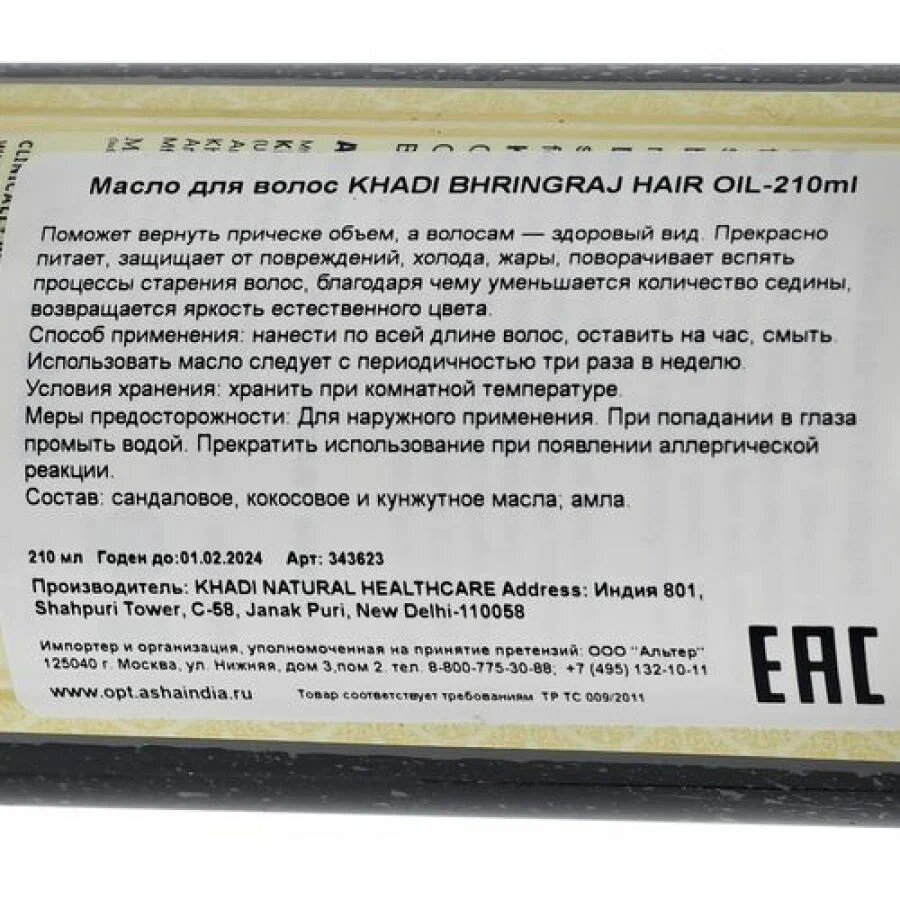 Масло для волос KHADI BHRINGRAJ HAIR OIL-210ml
Поможет вернуть прическе объем, а волосам — здоровый вид. Прекрасно
питает, защищает от повреждений, холода, жары, поворачивает вспять
процессы старения волос, благодаря чему уменьшается количество седины,
возвращается яркость естественного цвета.
Способ применения: нанести по всей длине волос, оставить на час, смыть.
Использовать масло следует с периодичностью три раза в неделю.
Условия хранения: хранить при комнатной температуре.
Меры предосторожности: Для наружного применения. При попадании в глаза
промыть водой. Прекратить использование при появлении аллергической
реакции.
Состав: сандаловое, кокосовое и кунжутное масла; амла.
210 мл Годен до:01.02.2024 Арт: 343623
Производитель: KHADI NATURAL HEALTHCARE Address: Индия 801,
Shahpuri Tower, C-58, Janak Puri, New Delhi-110058
Импортер и организация, уполномоченная на принятие претензий: ООО "Альтер"
125040 г. Москва, ул. Нижняя, дом 3,пом 2. тел. 8-800-775-30-88; +7 (495) 132-10-11
www.opt.ashaindia.ru Товар соответствует требованиям ТР ТС 009/2011
EAC